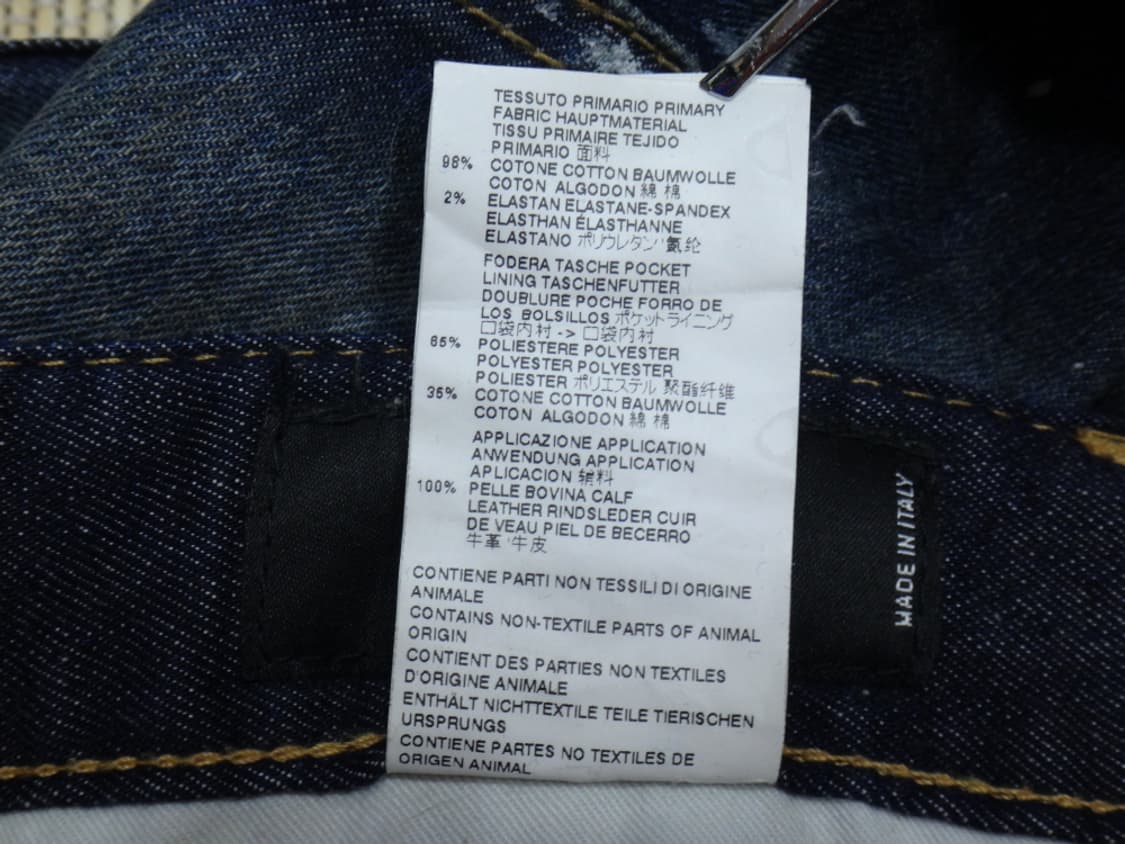 TESSUTO PRIMARIO PRIMARY
FABRIC HAUPTMATERIAL
TISSU PRIMAIRE TEJIDO
PRIMARIO 面料
98% COTONE COTTON BAUMWOLLE
COTON ALGODON 綿 棉
2% ELASTAN ELASTANE-SPANDEX
ELASTHAN ÉLASTHANNE
ELASTANO ポリウレタン 氨纶
FODERA TASCHE POCKET
LINING TASCHENFUTTER
DOUBLURE POCHE FORRO DE
LOS BOLSILLOS ポケットライニング
口袋内衬 -> 口袋内衬
65% POLIESTERE POLYESTER
POLYESTER POLYESTER
POLIESTER ポリエステル 聚酯纤维
35% COTONE COTTON BAUMWOLLE
COTON ALGODON 綿 棉
APPLICAZIONE APPLICATION
ANWENDUNG APPLICATION
APLICACION 辅料
100% PELLE BOVINA CALF
LEATHER RINDSLEDER CUIR
DE VEAU PIEL DE BECERRO
牛革 牛皮
CONTIENE PARTI NON TESSILI DI ORIGINE
ANIMALE
CONTAINS NON-TEXTILE PARTS OF ANIMAL
ORIGIN
CONTIENT DES PARTIES NON TEXTILES
D'ORIGINE ANIMALE
ENTHÄLT NICHTTEXTILE TEILE TIERISCHEN
URSPRUNGS
CONTIENE PARTES NO TEXTILES DE
ORIGEN ANIMAL
MADE IN ITALY